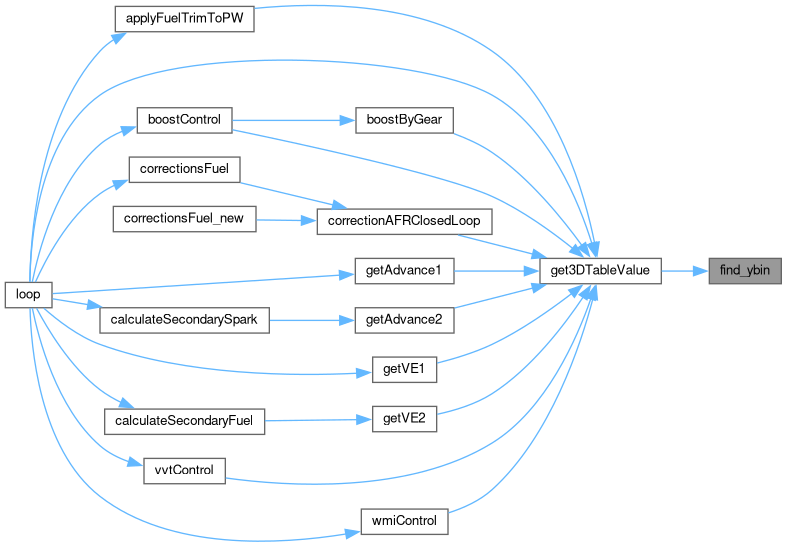 applyFuelTrimToPW
boostControl
boostByGear
correctionsFuel
correctionsFuel_new
correctionAFRClosedLoop
getAdvance1
get3DTableValue
find_ybin
loop
calculateSecondarySpark
getAdvance2
getVE1
calculateSecondaryFuel
getVE2
vvtControl
wmiControl